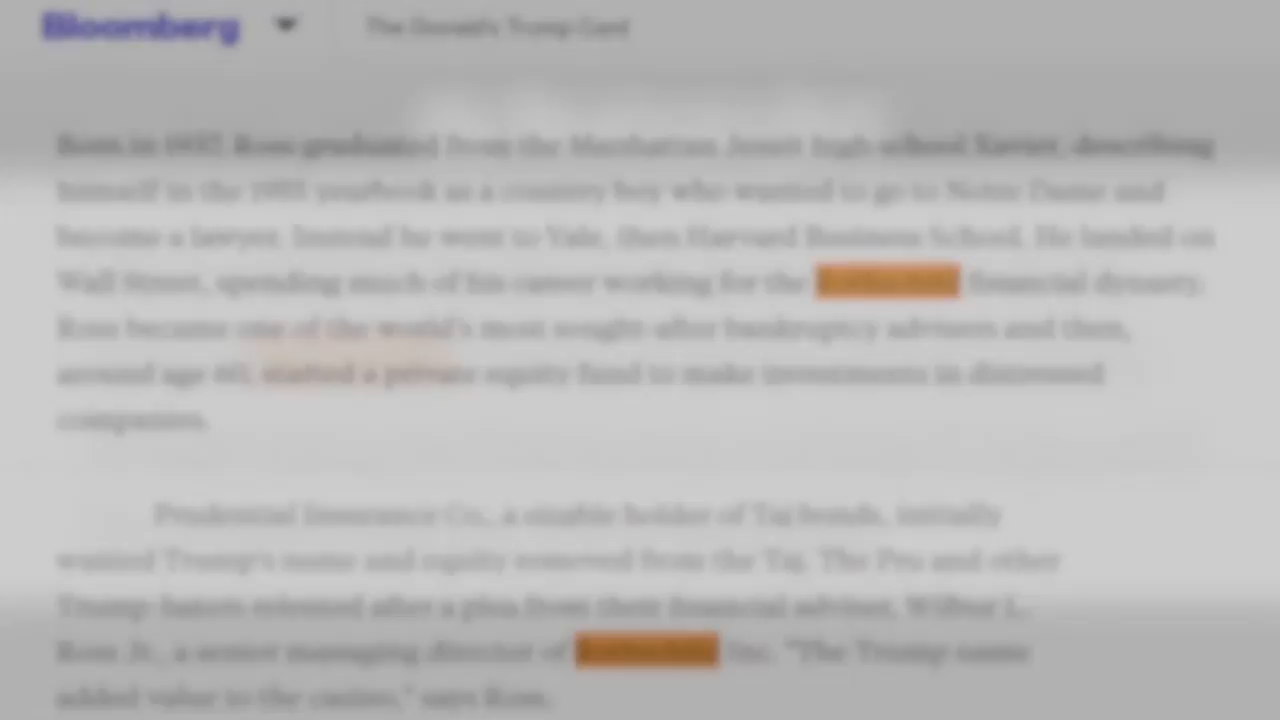 Bloomberg The Donald's Trump Card
Born in 1937, Ross graduated from the Manhattan Jesuit high school Xavier, describing
himself in the 1955 yearbook as a country boy who wanted to go to Notre Dame and
become a lawyer. Instead he went to Yale, then Harvard Business School. He landed on
Wall Street, spending much of his career working for the Rothschild financial dynasty.
Ross became one of the world's most sought-after bankruptcy advisers and then,
around age 60, started a private equity fund to make investments in distressed
companies.
Prudential Insurance Co., a sizable holder of Taj bonds, initially
wanted Trump's name and equity removed from the Taj. The Pru and other
Trump-haters relented after a plea from their financial adviser, Wilbur L.
Ross Jr., a senior managing director of Rothschild Inc. "The Trump name
added value to the casino," says Ross.